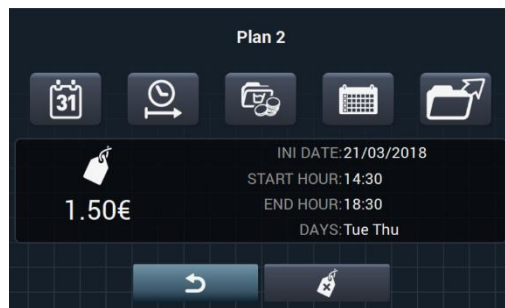 Plan 2
31
INI DATE:21/03/2018
START HOUR:14:30
1.50€
END HOUR:18:30
DAYS:Tue Thu